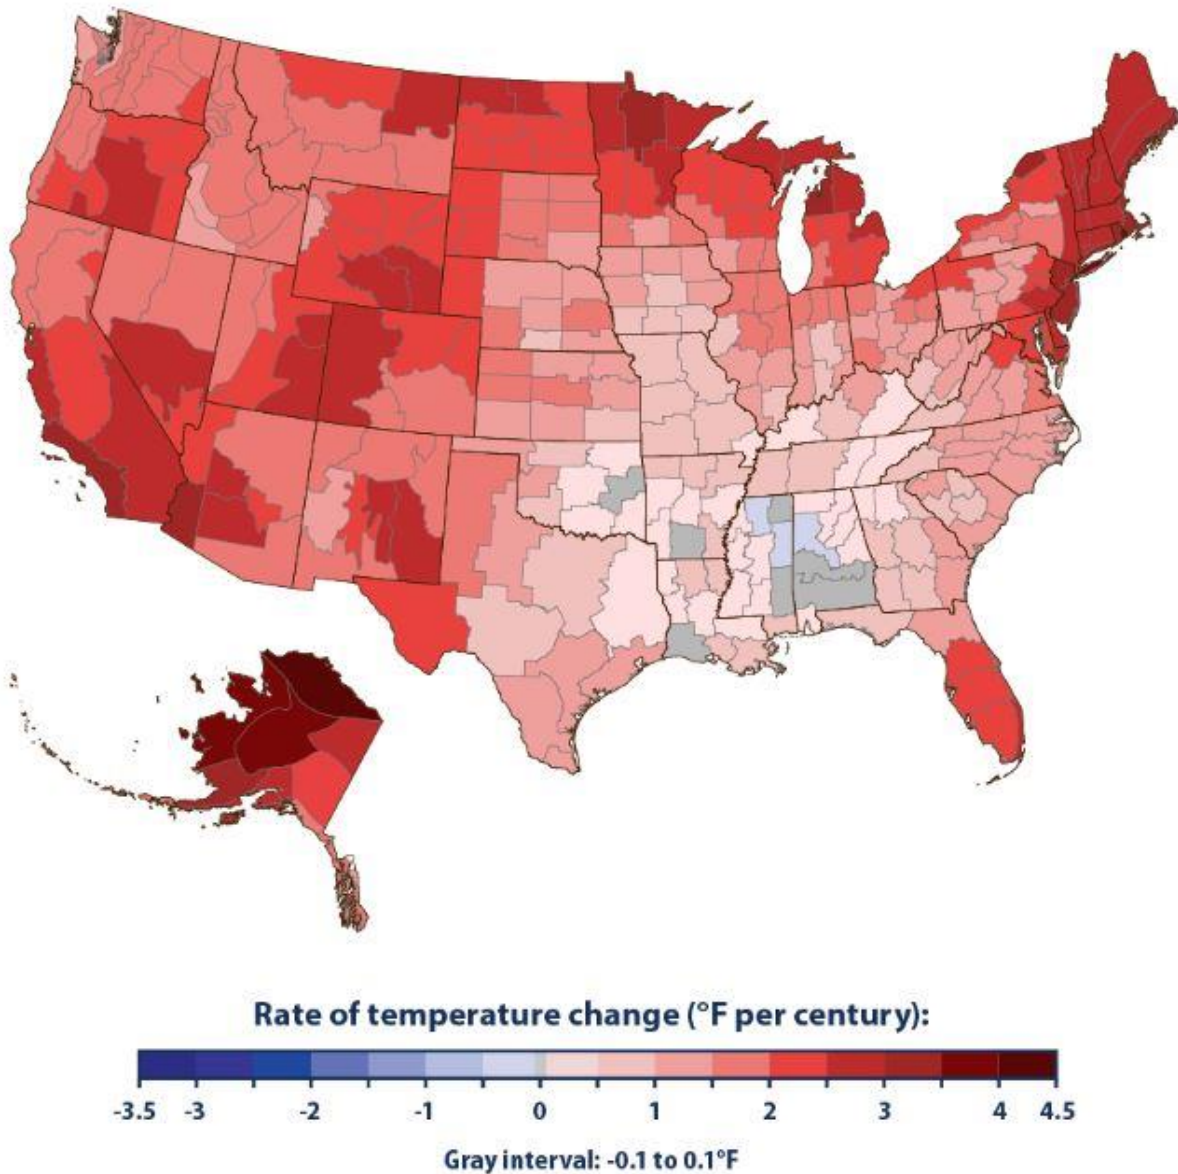 Rate of temperature change (°F per century):
-3.5 -3 -2 -1 0 1 2 3 4 4.5
Gray interval: -0.1 to 0.1°F